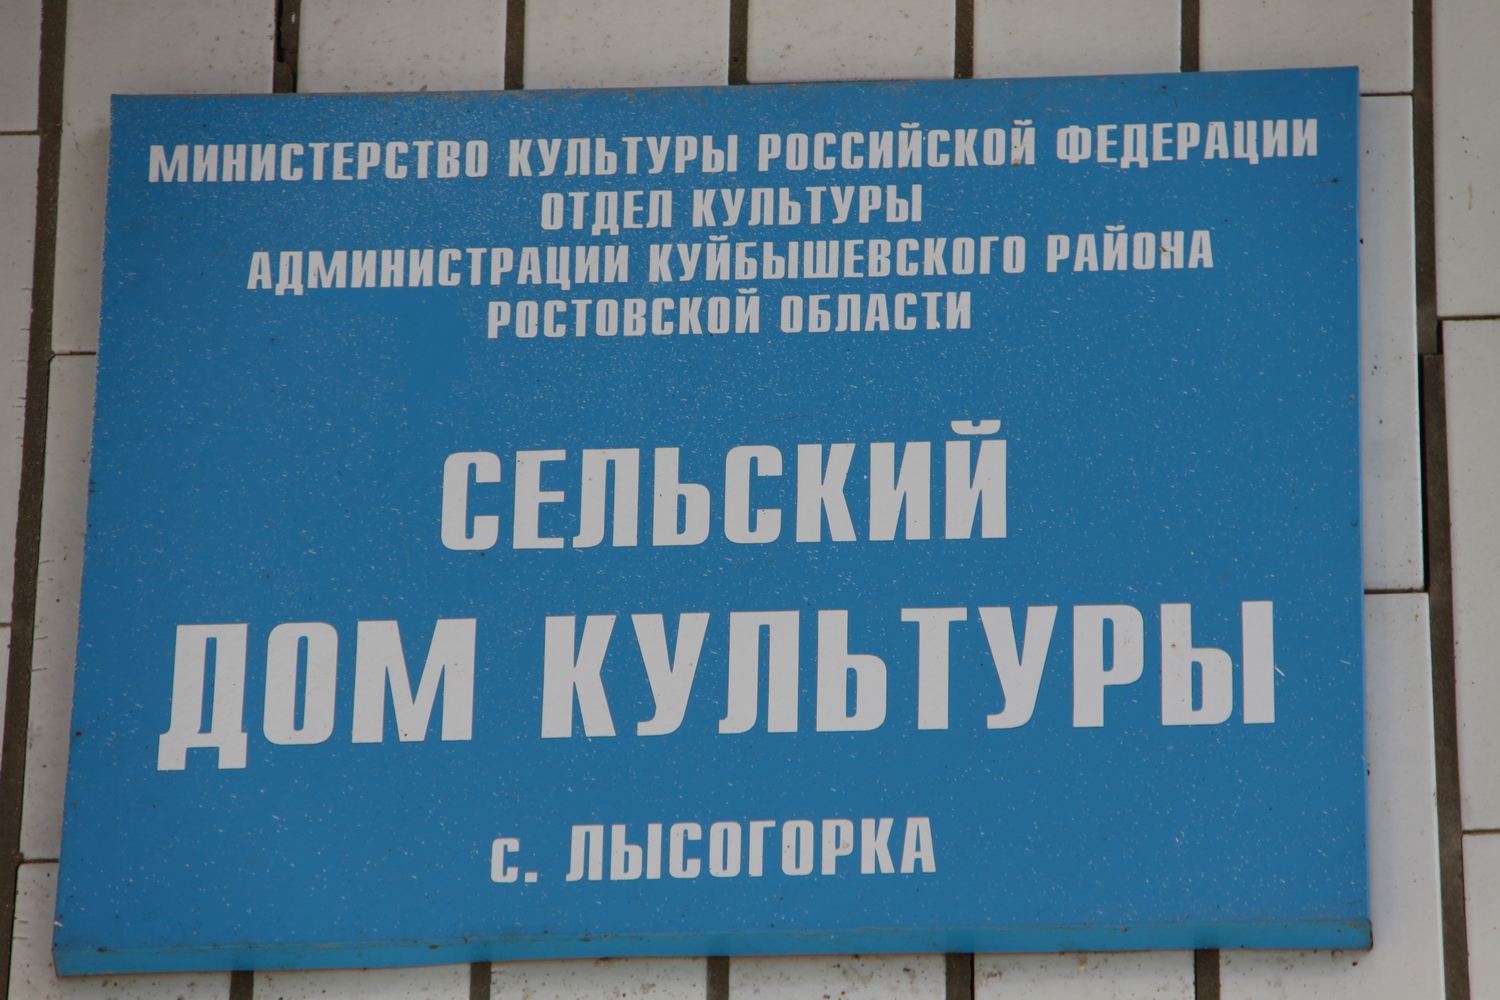 МИНИСТЕРСТВО КУЛЬТУРЫ РОССИЙСКОЙ ФЕДЕРАЦИИ
ОТДЕЛ КУЛЬТУРЫ
АДМИНИСТРАЦИИ КУЙБЫШЕВСКОГО РАЙОНА
РОСТОВСКОЙ ОБЛАСТИ
СЕЛЬСКИЙ
ДОМ КУЛЬТУРЫ
с. ЛЫСОГОРКА